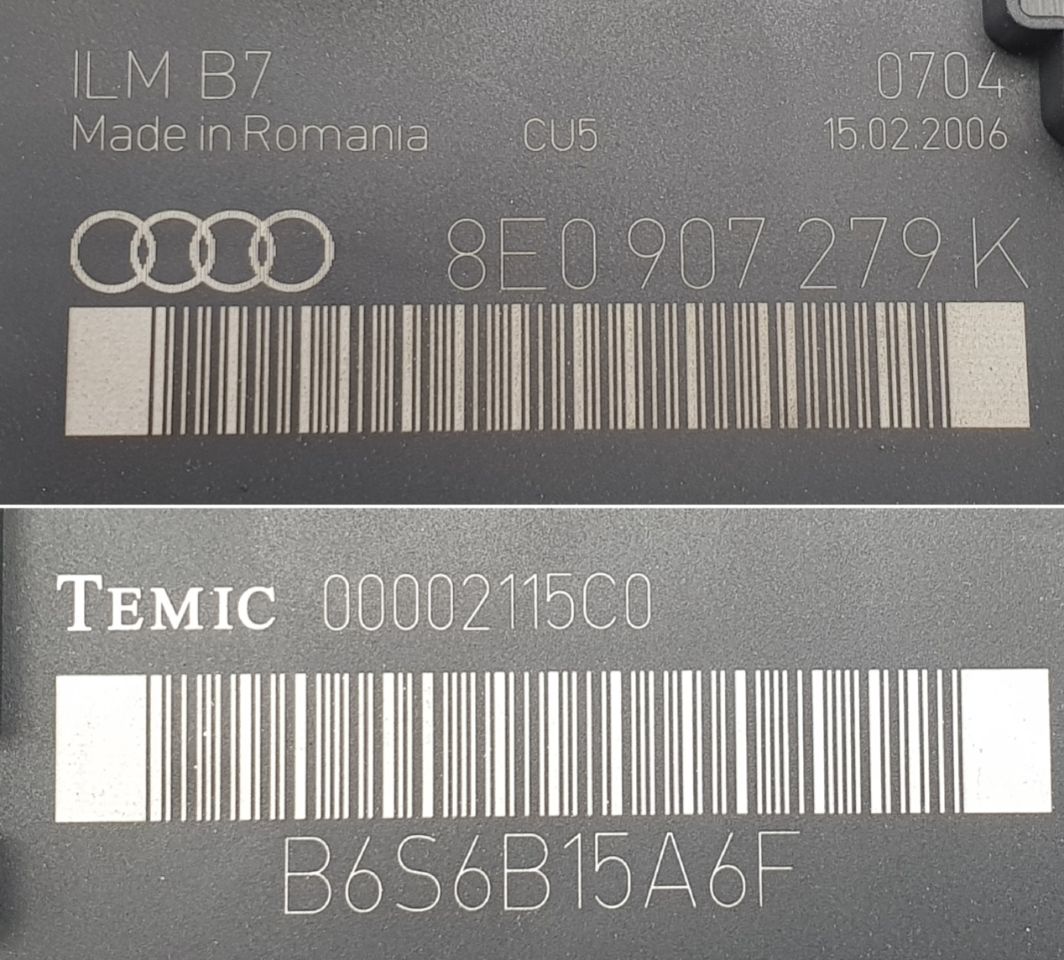 ILM B7 0704
Made in Romania CU5 15.02.2006
8E0 907 279 K
TEMIC 00002115C0
B6S6B15A6F